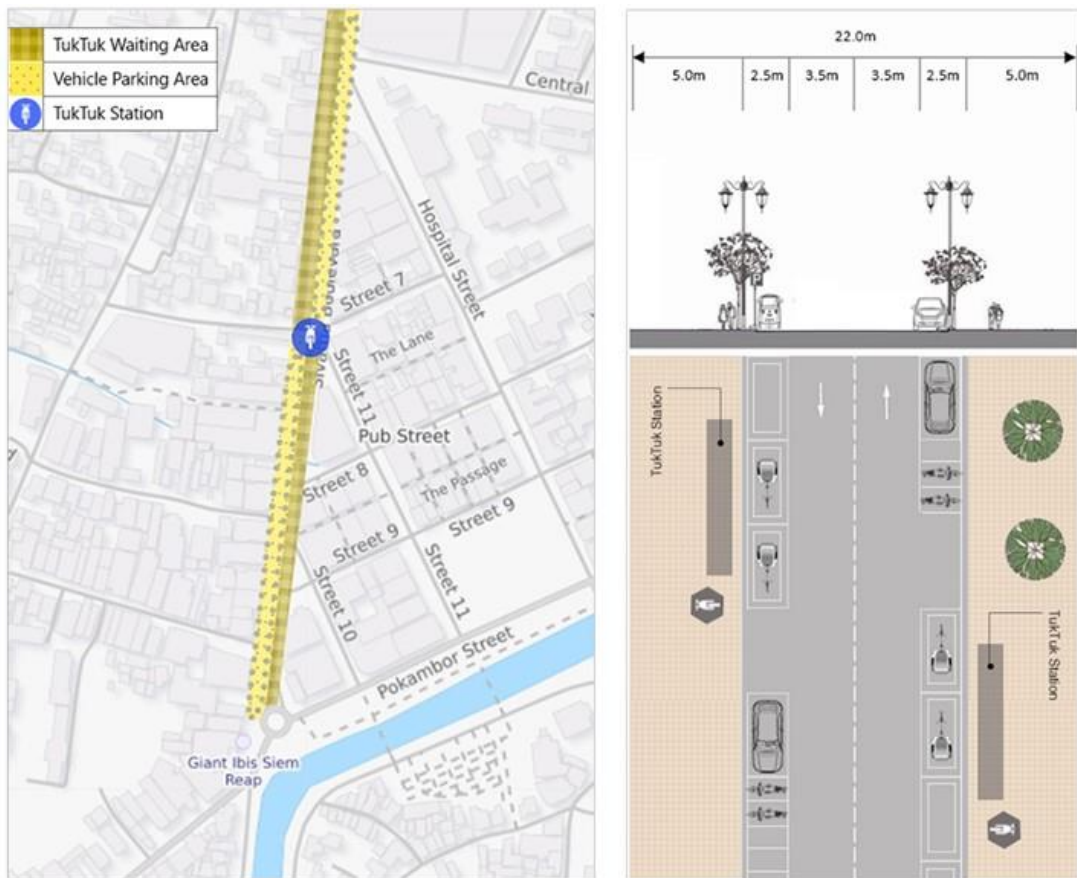 TukTuk Waiting Area
Vehicle Parking Area
TukTuk Station
Central
Hospital Street
Street 7
The Lane
Street 11
Pub Street
Street 8
The Passage
Street 9
Street 9
Street 10
Street 11
Pokambor Street
Giant Ibis Siem
Reap
22.0m
5.0m 2.5m 3.5m 3.5m 2.5m 5.0m
TukTuk Station
TukTuk Station